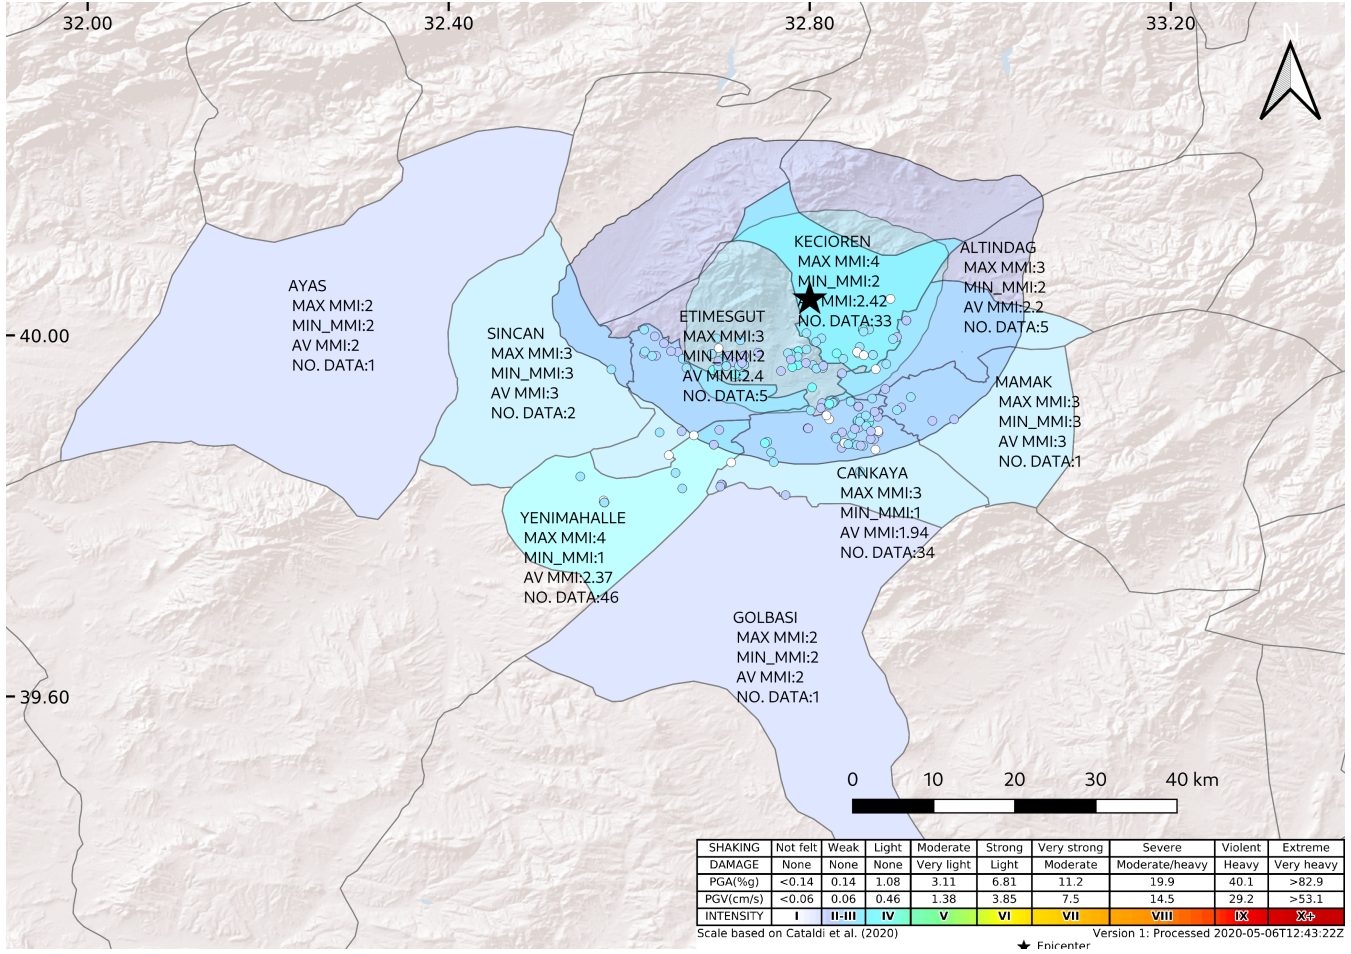 32.00 32.40 32.80 33.20
N
40.00
39.60
KECIOREN
MAX MMI:4
MIN_MMI:2
MMI:2.42
NO. DATA:33
ALTINDAG
MAX MMI:3
MIN_MMI:2
AV MMI:2.2
NO. DATA:5
AYAS
MAX MMI:2
MIN_MMI:2
AV MMI:2
NO. DATA:1
ETIMESGUT
MAX MMI:3
MIN_MMI:2
AV MMI:2.4
NO. DATA:5
SINCAN
MAX MMI:3
MIN_MMI:3
AV MMI:3
NO. DATA:2
MAMAK
MAX MMI:3
MIN_MMI:3
AV MMI:3
NO. DATA:1
CANKAYA
MAX MMI:3
MIN_MMI:1
AV MMI:1.94
NO. DATA:34
YENIMAHALLE
MAX MMI:4
MIN_MMI:1
AV MMI:2.37
NO. DATA:46
GOLBASI
MAX MMI:2
MIN_MMI:2
AV MMI:2
NO. DATA:1
0 10 20 30 40 km
SHAKING Not felt Weak Light Moderate Strong Very strong Severe Violent Extreme
DAMAGE None None None Very light Light Moderate Moderate/heavy Heavy Very heavy
PGA(%g) <0.14 0.14 1.08 3.11 6.81 11.2 19.9 40.1 >82.9
PGV(cm/s) <0.06 0.06 0.46 1.38 3.85 7.5 14.5 29.2 >53.1
INTENSITY I II-III IV V VI VII VIII IX X+
Scale based on Cataldi et al. (2020) Version 1: Processed 2020-05-06T12:43:22Z
Epicenter